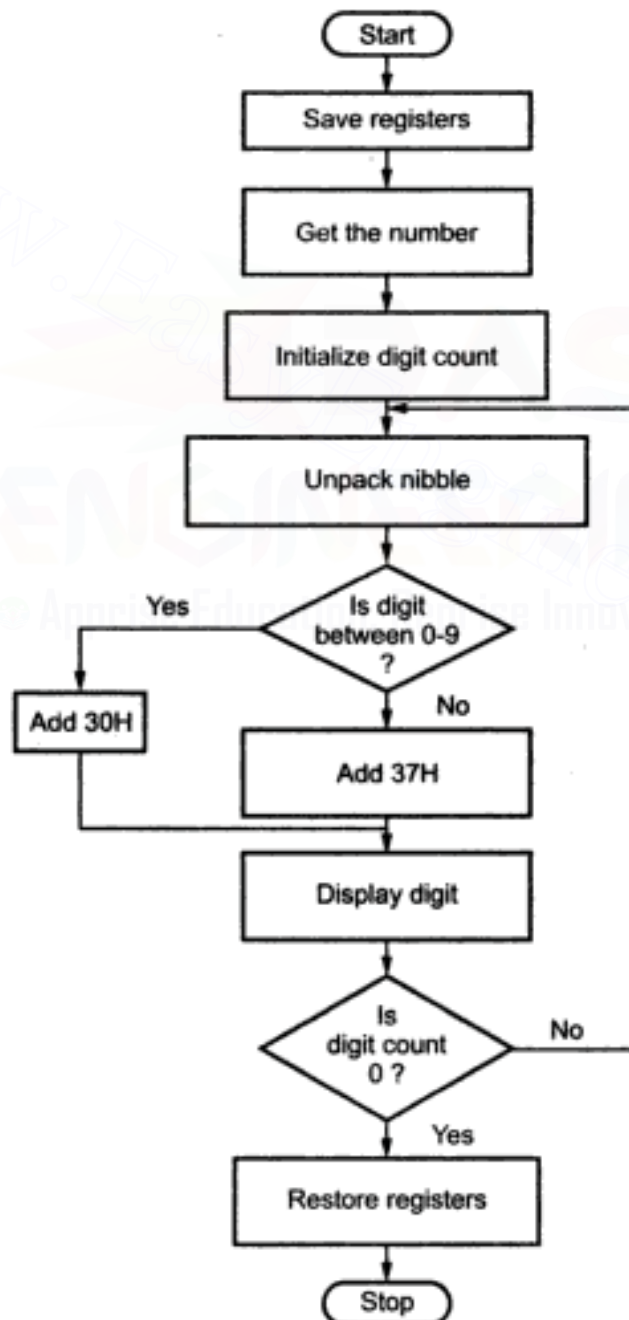 Start
Save registers
Get the number
Initialize digit count
Unpack nibble
Yes
Is digit
between 0-9
?
No
Add 30H
Add 37H
Display digit
Is
digit count
0 ?
No
Yes
Restore registers
Stop